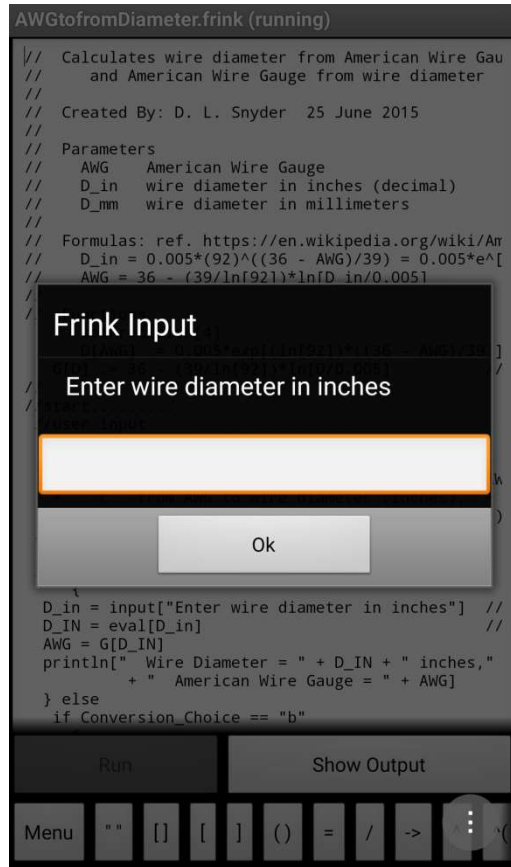 AWGtofromDiameter.frink (running)
// Calculates wire diameter from American Wire Gau
// and American Wire Gauge from wire diameter
//
// Created By: D. L. Snyder 25 June 2015
//
// Parameters
// AWG American Wire Gauge
// D_in wire diameter in inches (decimal)
// D_mm wire diameter in millimeters
//
// Formulas: ref. https://en.wikipedia.org/wiki/Am
// D_in = 0.005*(92)^((36 - AWG)/39) = 0.005*e^[
// AWG = 36 - (39/ln[92])*ln[D_in/0.005]
Frink Input
Enter wire diameter in inches
Ok
{
D_in = input["Enter wire diameter in inches"] //
D_IN = eval[D_in] //
AWG = G[D_IN]
println[" Wire Diameter = " + D_IN + " inches,"
+ " American Wire Gauge = " + AWG]
} else
if Conversion_Choice == "b"
Run Show Output
Menu " " [] [ ] () = / -> ^ ^(